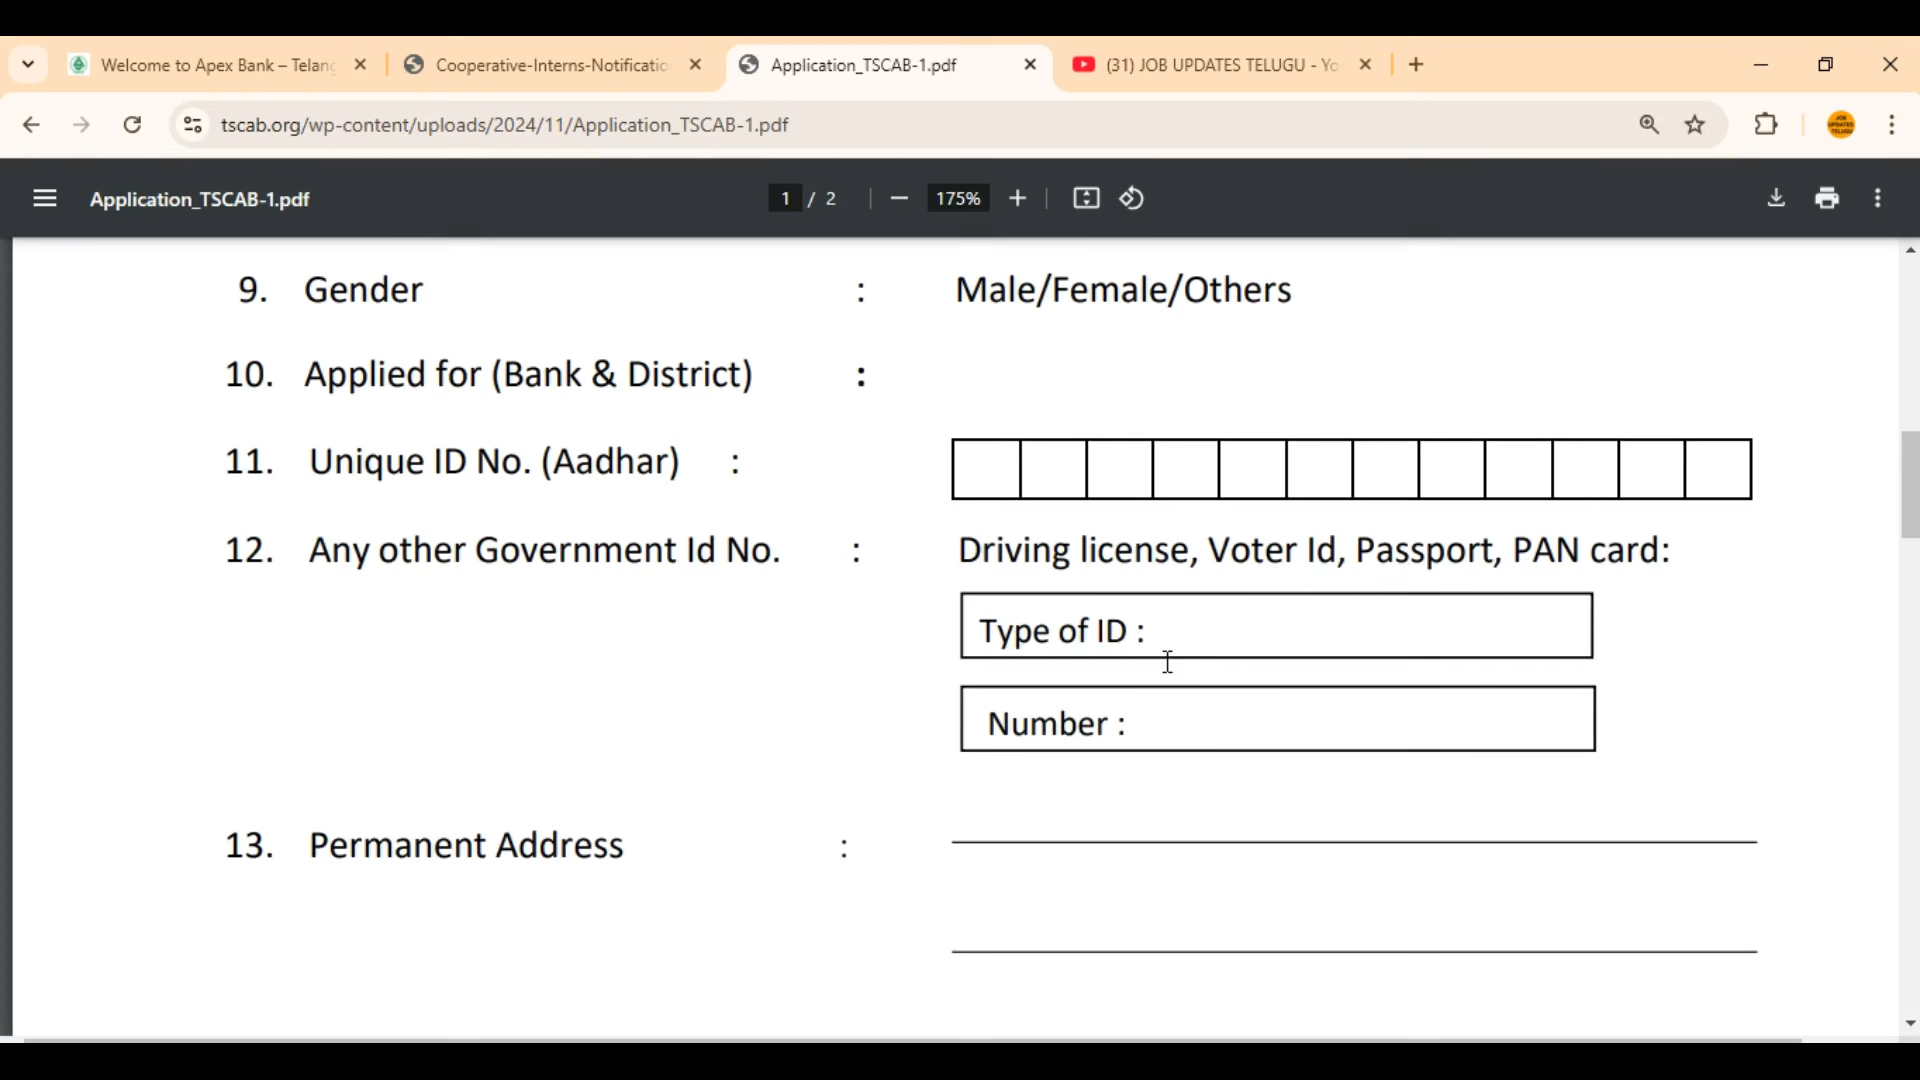 Welcome to Apex Bank – Telan
Cooperative-Interns-Notificatio
Application_TSCAB-1.pdf
(31) JOB UPDATES TELUGU - Yo
tscab.org/wp-content/uploads/2024/11/Application_TSCAB-1.pdf
JOB UPDATES TELUGU
Application_TSCAB-1.pdf 1 / 2 175%
9. Gender : Male/Female/Others
10. Applied for (Bank & District) :
11. Unique ID No. (Aadhar) :
12. Any other Government Id No. : Driving license, Voter Id, Passport, PAN card:
Type of ID :
Number :
13. Permanent Address :